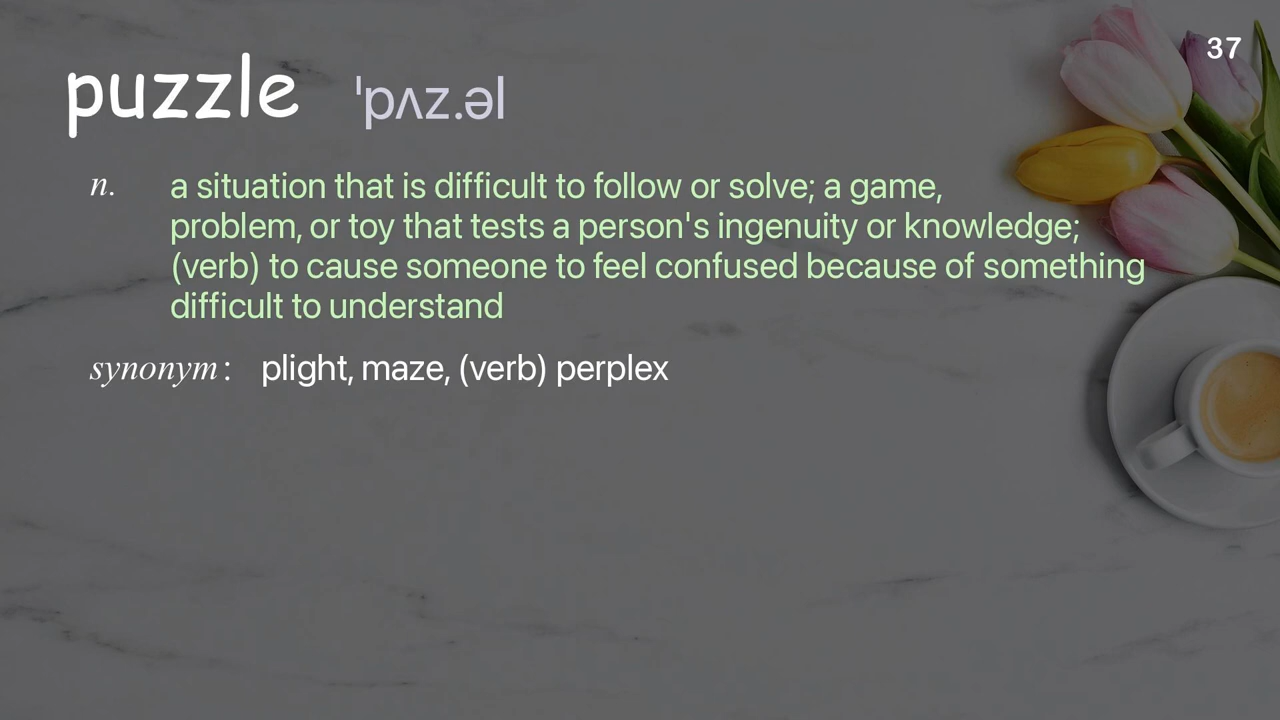 37
puzzle ˈpʌz.əl
n. a situation that is difficult to follow or solve; a game,
problem, or toy that tests a person's ingenuity or knowledge;
(verb) to cause someone to feel confused because of something
difficult to understand
synonym : plight, maze, (verb) perplex